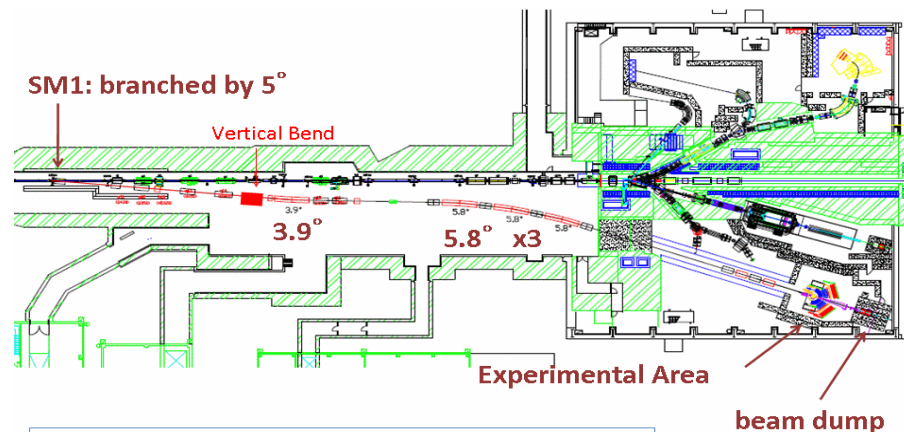 SM1: branched by 5°
Vertical Bend
3.9°
5.8°
5.8°
5.8°
3.9°
5.8° x3
Experimental Area
beam dump